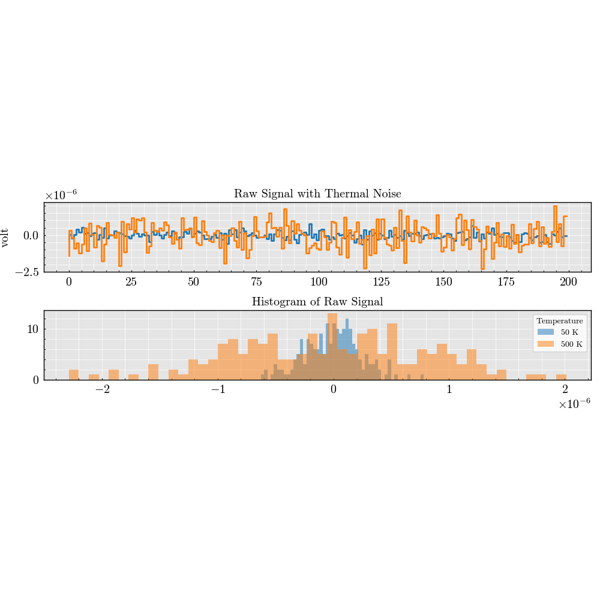 Raw Signal with Thermal Noise
×10⁻⁶
0.0
−2.5
volt
0 25 50 75 100 125 150 175 200
Histogram of Raw Signal
10
0
Temperature
50 K
500 K
−2 −1 0 1 2
×10⁻⁶